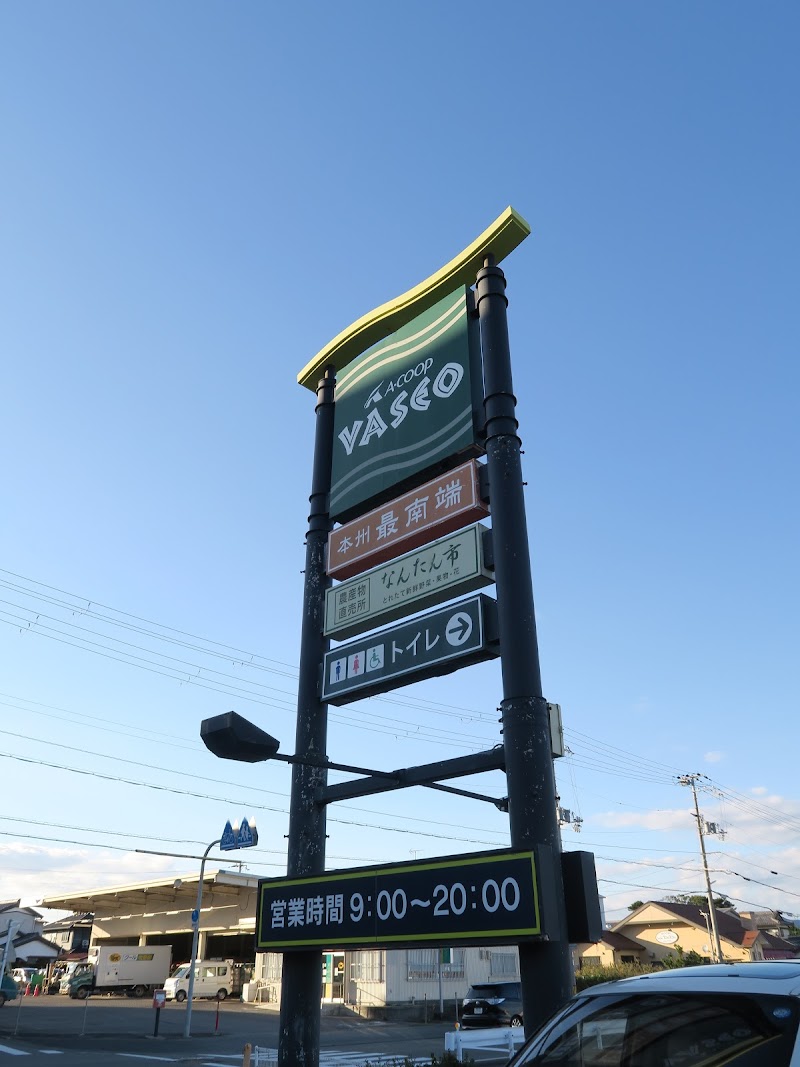 A·COOP
VASEO
本州最南端
農産物
直売所
なんたん市
とれたて新鮮野菜・果物・花
トイレ
営業時間 9:00〜20:00